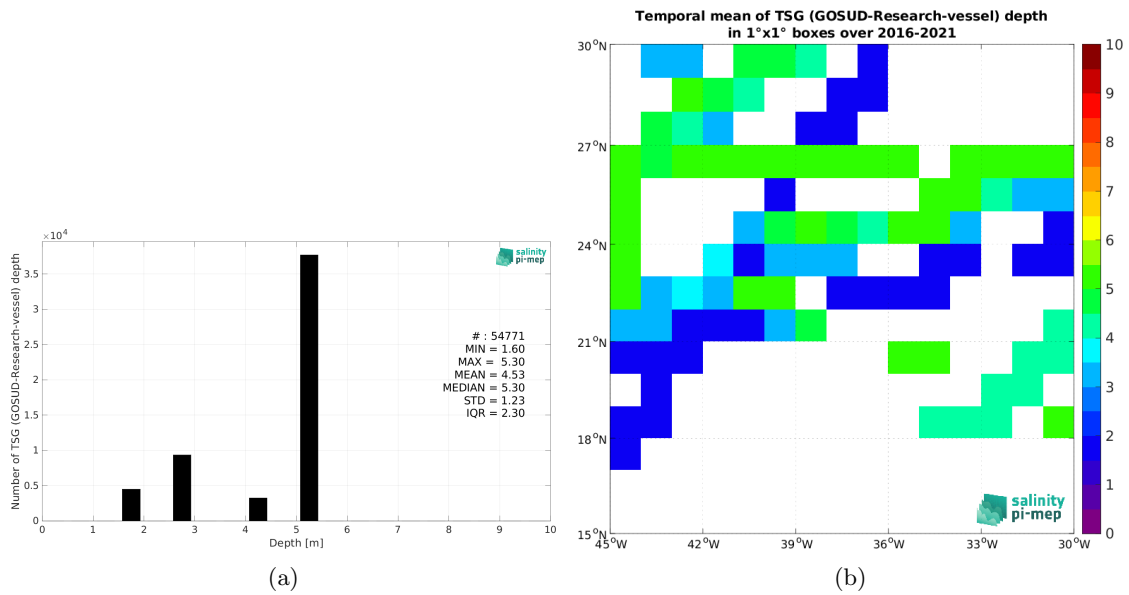 ×10⁴
Number of TSG (GOSUD-Research-vessel) depth
3.5
3
2.5
2
1.5
1
0.5
0
salinity
pi-mep
# : 54771
MIN = 1.60
MAX = 5.30
MEAN = 4.53
MEDIAN = 5.30
STD = 1.23
IQR = 2.30
1 2 3 4 5 6 7 8 9 10
Depth [m]
(a)
Temporal mean of TSG (GOSUD-Research-vessel) depth
in 1°x1° boxes over 2016-2021
30°N
27°N
24°N
21°N
18°N
15°N
45°W 42°W 39°W 36°W 33°W 30°W
salinity
pi-mep
10
9
8
7
6
5
4
3
2
1
0
(b)